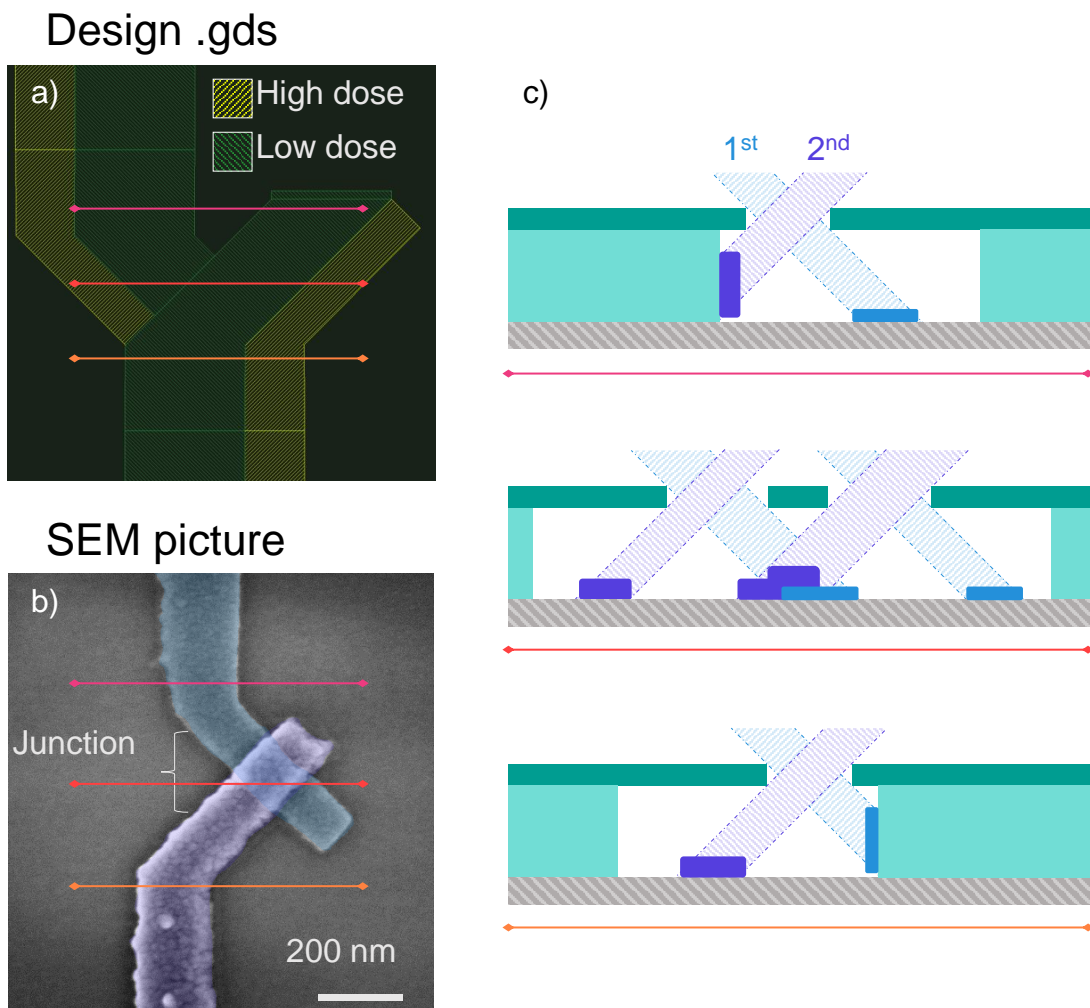 Design .gds
a)
High dose
Low dose
SEM picture
b)
Junction
200 nm
c)
1st
2nd